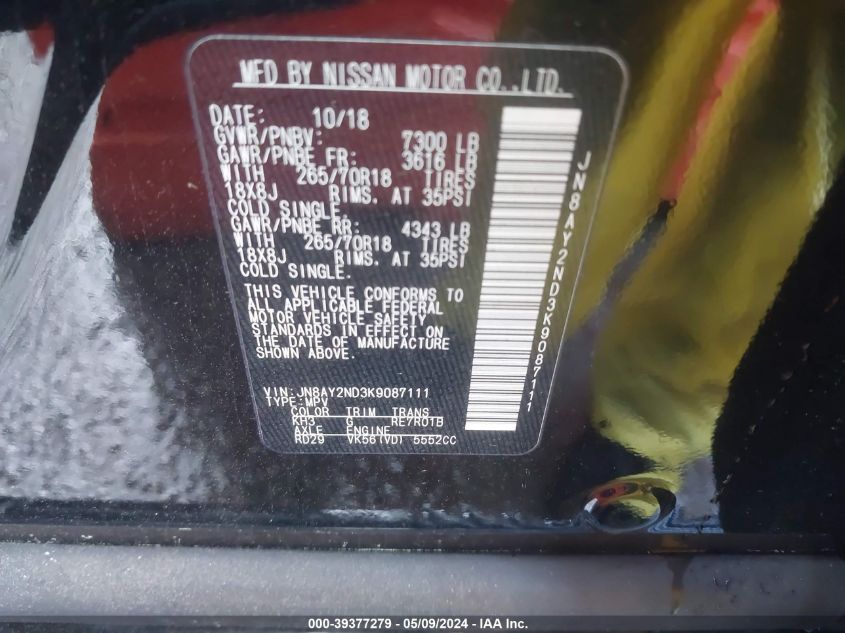 MFD BY NISSAN MOTOR CO.,LTD.
DATE: 10/18
GVWR/PNBV: 7300 LB
GAWR/PNBE FR: 3616 LB
WITH 265/70R18 TIRES
18X8J RIMS. AT 35PSI
COLD SINGLE.
GAWR/PNBE RR: 4343 LB
WITH 265/70R18 TIRES
18X8J RIMS. AT 35PSI
COLD SINGLE.
THIS VEHICLE CONFORMS TO
ALL APPLICABLE FEDERAL
MOTOR VEHICLE SAFETY
STANDARDS IN EFFECT ON
THE DATE OF MANUFACTURE
SHOWN ABOVE.
VIN: JN8AY2ND3K9087111
TYPE: MPV
COLOR TRIM TRANS
KH3 G RE7R01B
AXLE ENGINE
RD29 VK56(VD) 5552CC
JN8AY2ND3K9087111
000-39377279 - 05/09/2024 - IAA Inc.